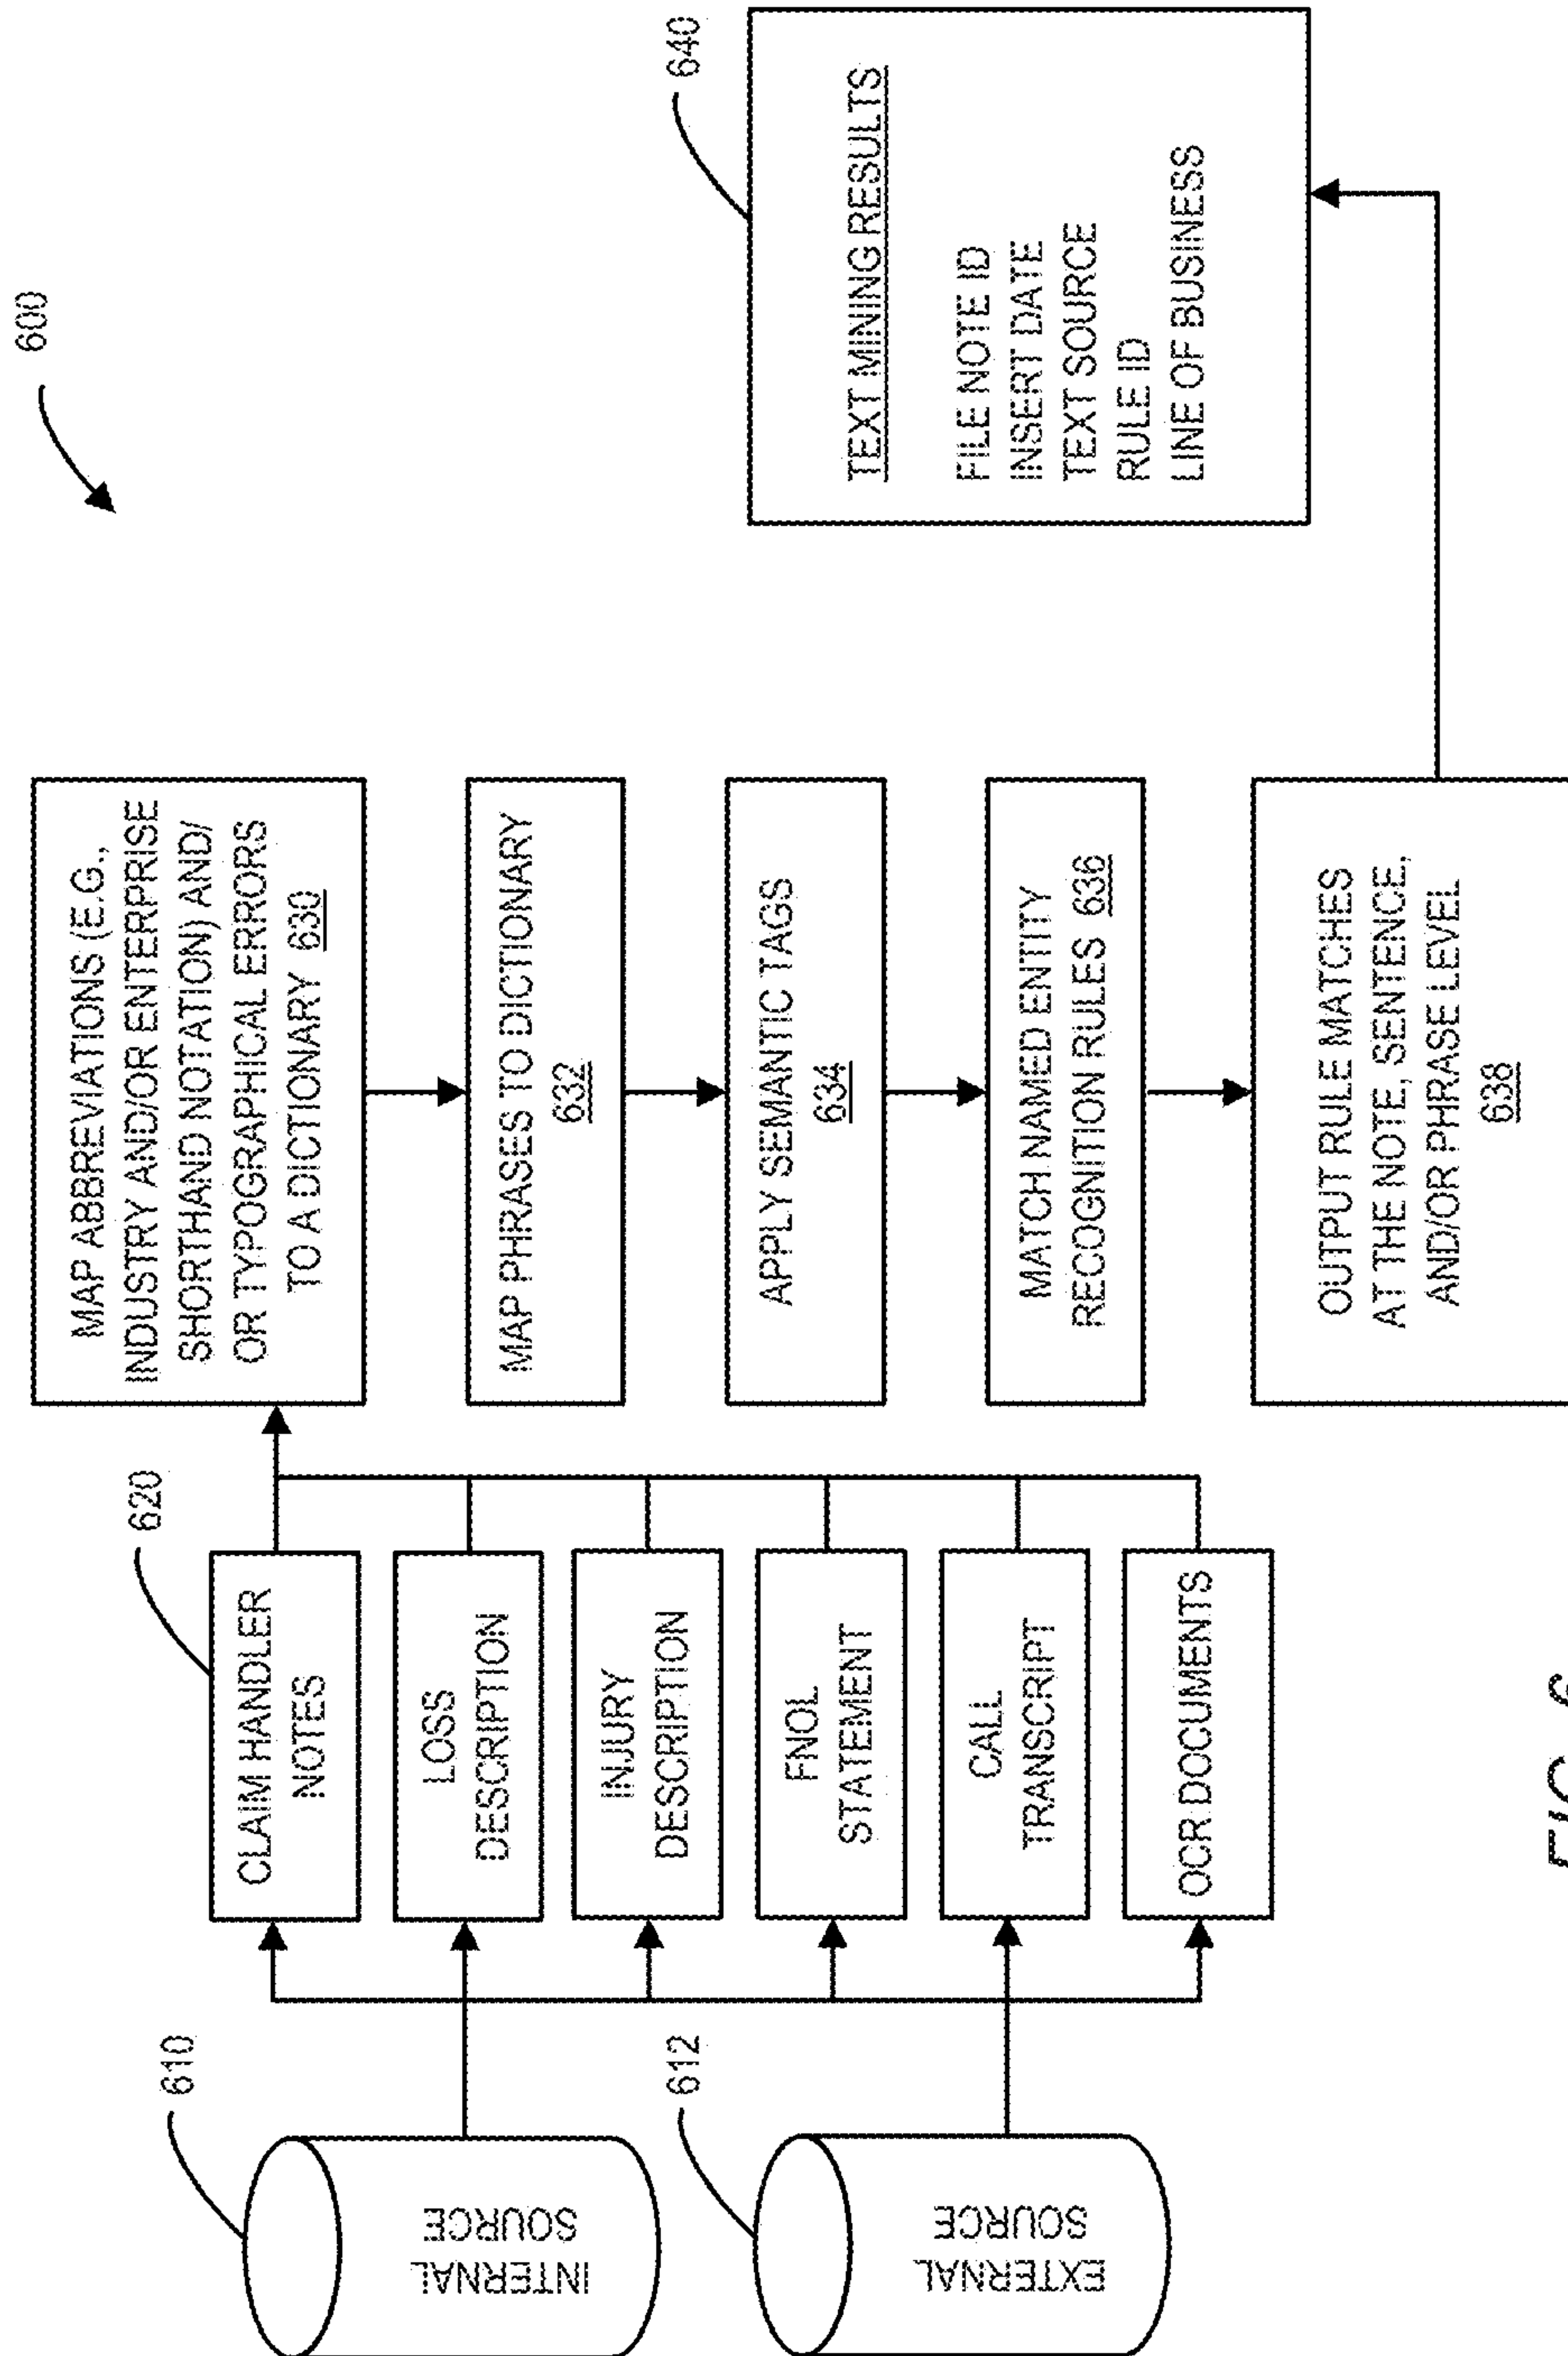 600
610
INTERNAL
SOURCE
612
EXTERNAL
SOURCE
620
CLAIM HANDLER
NOTES
LOSS
DESCRIPTION
INJURY
DESCRIPTION
FNOL
STATEMENT
CALL
TRANSCRIPT
OCR DOCUMENTS
MAP ABBREVIATIONS (E.G.,
INDUSTRY AND/OR ENTERPRISE
SHORTHAND NOTATION) AND/
OR TYPOGRAPHICAL ERRORS
TO A DICTIONARY 630
MAP PHRASES TO DICTIONARY
632
APPLY SEMANTIC TAGS
634
MATCH NAMED ENTITY
RECOGNITION RULES 636
OUTPUT RULE MATCHES
AT THE NOTE, SENTENCE,
AND/OR PHRASE LEVEL
638
640
TEXT MINING RESULTS
FILE NOTE ID
INSERT DATE
TEXT SOURCE
RULE ID
LINE OF BUSINESS
FIG. 6